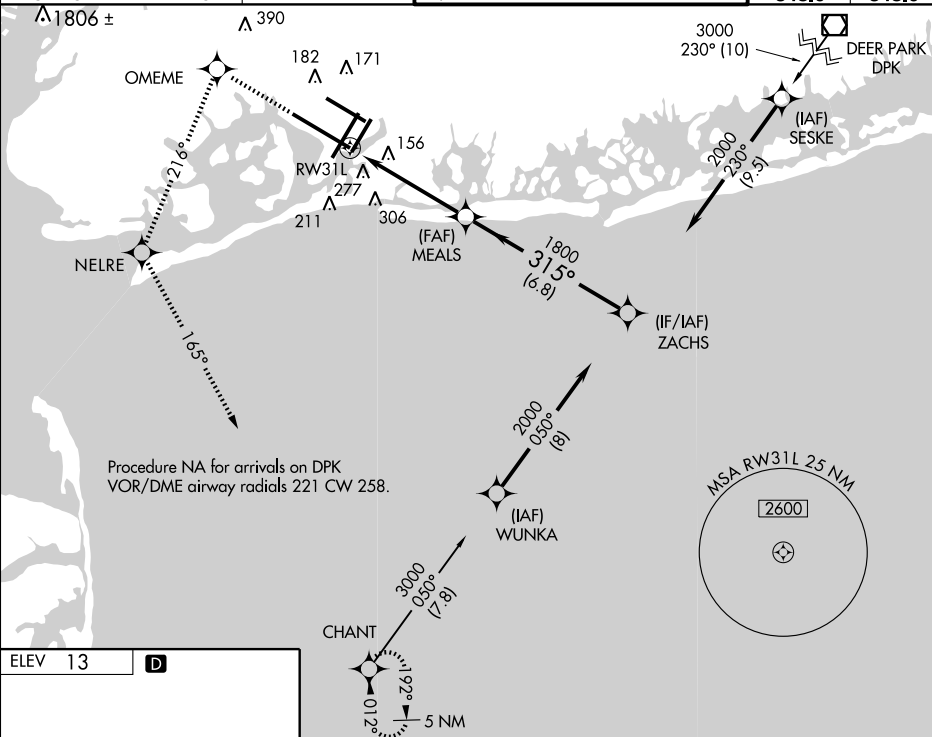 1806 ±
390
182
171
OMEME
3000
230° (10)
DEER PARK
DPK
(IAF)
SESKE
2000
230°
(9.5)
216°
RW31L
156
277
211
306
(FAF)
MEALS
1800
315°
(6.8)
NELRE
(IF/IAF)
ZACHS
165°
2000
050°
(8)
Procedure NA for arrivals on DPK
VOR/DME airway radials 221 CW 258.
MSA RW31L 25 NM
2600
(IAF)
WUNKA
3000
050°
(7.8)
CHANT
ELEV 13
D
192°
012°
5 NM